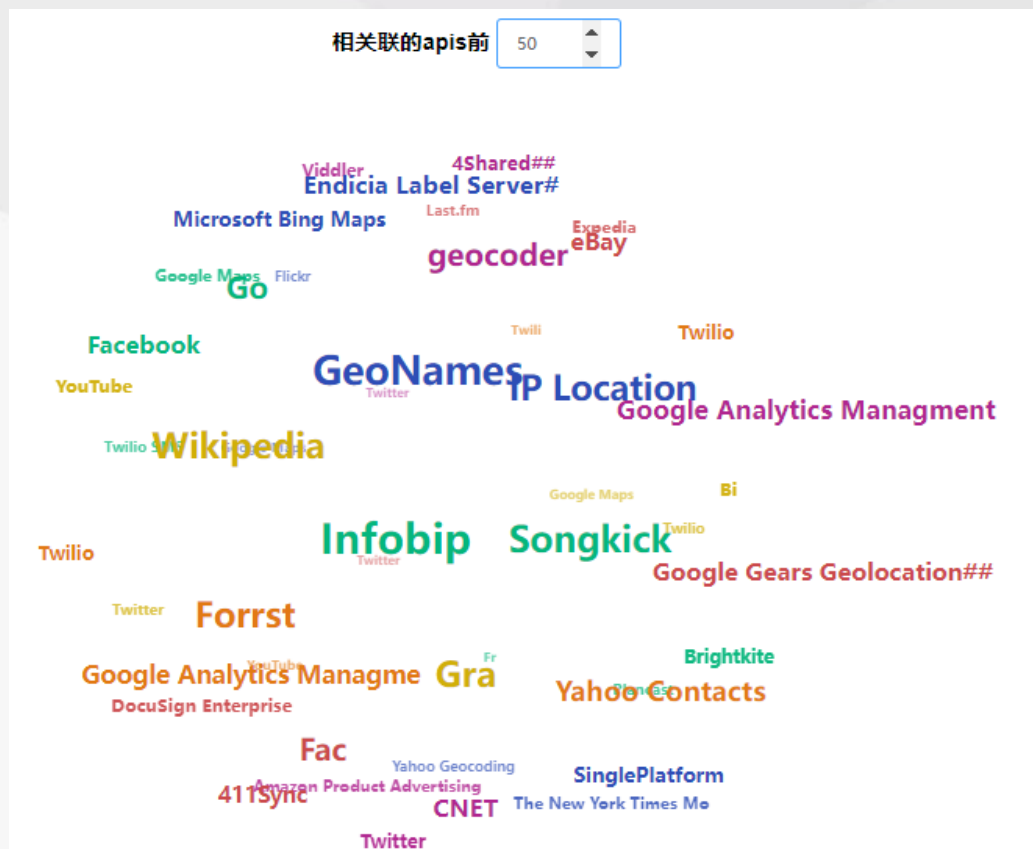 相关联的apis前 50
4Shared##
Viddler
Endicia Label Server#
Last.fm
Microsoft Bing Maps
Expedia
eBay
geocoder
Google Maps
Flickr
Go
Twili
Twilio
Facebook
GeoNames
YouTube
IP Location
Twitter
Google Analytics Managment
Wikipedia
Twilio SMS
Google Maps
Bi
Google Maps
Twilio
Infobip
Songkick
Twilio
Twitter
Google Gears Geolocation##
Twitter
Forrst
Fr
Brightkite
YouTube
Google Analytics Managme
Gra
Plancast
Yahoo Contacts
DocuSign Enterprise
Fac
Yahoo Geocoding
SinglePlatform
Amazon Product Advertising
411Sync
The New York Times Mo
CNET
Twitter